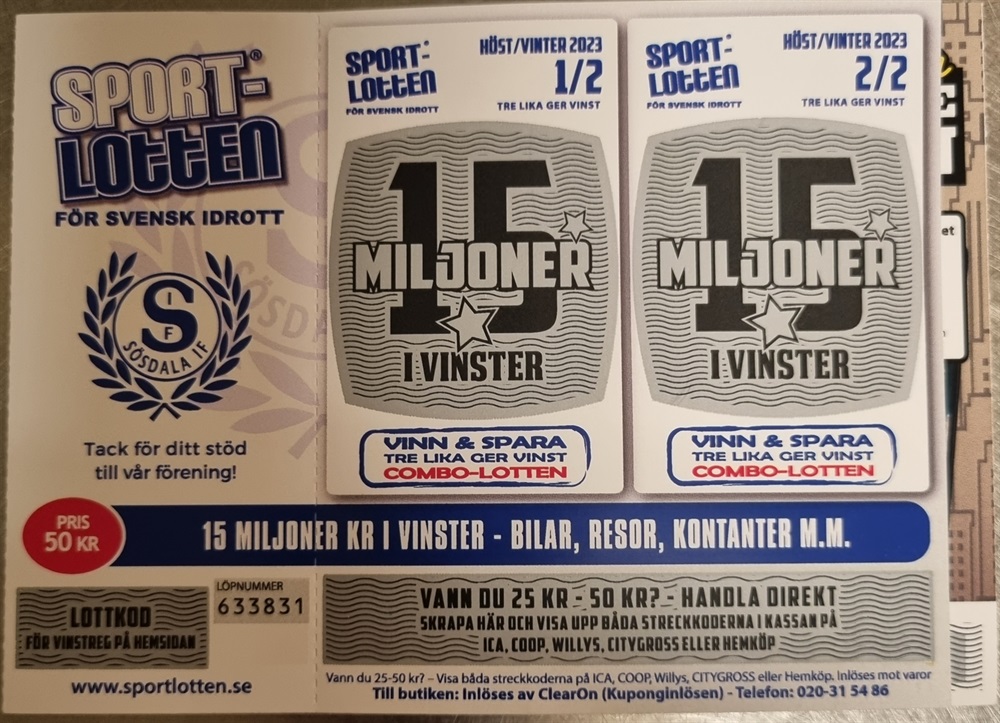 SPORT-
LOTTEN®
FÖR SVENSK IDROTT
S
IF
SÖSDALA IF
Tack för ditt stöd
till vår förening!
PRIS
50 KR
SPORT-
LOTTEN
FÖR SVENSK IDROTT
HÖST/VINTER 2023
1/2
TRE LIKA GER VINST
15
MILJONER
I VINSTER
VINN & SPARA
TRE LIKA GER VINST
COMBO-LOTTEN
SPORT-
LOTTEN
FÖR SVENSK IDROTT
HÖST/VINTER 2023
2/2
TRE LIKA GER VINST
15
MILJONER
I VINSTER
VINN & SPARA
TRE LIKA GER VINST
COMBO-LOTTEN
15 MILJONER KR I VINSTER - BILAR, RESOR, KONTANTER M.M.
LOTTKOD
FÖR VINSTREG PÅ HEMSIDAN
LÖPNUMMER
633831
www.sportlotten.se
VANN DU 25 KR - 50 KR? - HANDLA DIREKT
SKRAPA HÄR OCH VISA UPP BÅDA STRECKKODERNA I KASSAN PÅ
ICA, COOP, WILLYS, CITYGROSS ELLER HEMKÖP
Vann du 25-50 kr? – Visa båda streckkoderna på ICA, COOP, Willys, CITYGROSS eller Hemköp. Inlöses mot varor
Till butiken: Inlöses av ClearOn (Kuponginlösen) - Telefon: 020-31 54 86